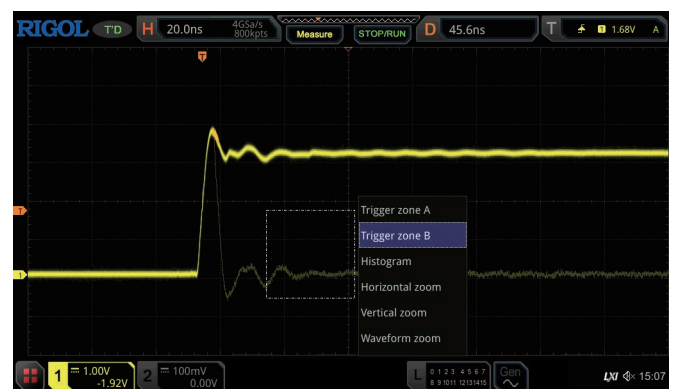 RIGOL T'D H 20.0ns 4GSa/s 800kpts Measure STOP/RUN D 45.6ns T 1 1.68V A
T
T
Trigger zone A
Trigger zone B
Histogram
1
Horizontal zoom
Vertical zoom
Waveform zoom
1 1.00V -1.92V 2 100mV 0.00V L 0 1 2 3 4 5 6 7 8 9 10 11 12 13 14 15 Gen LXI 15:07